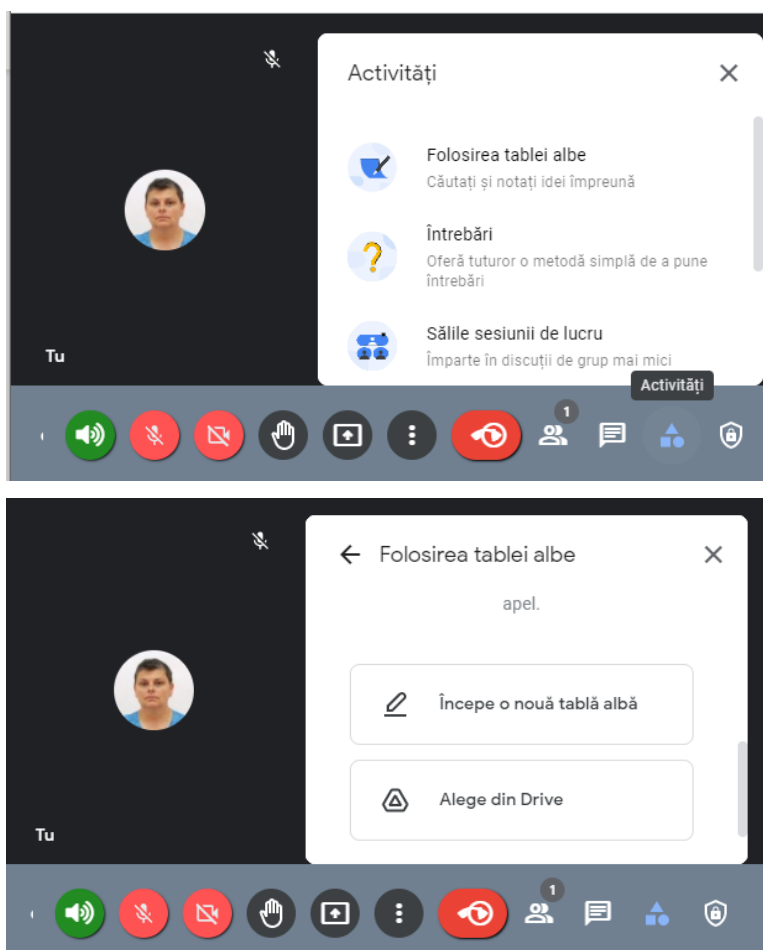 Activități
Folosirea tablei albe
Căutați și notați idei împreună
Întrebări
Oferă tuturor o metodă simplă de a pune
întrebări
Sălile sesiunii de lucru
Împarte în discuții de grup mai mici
Tu
Activități
1
Folosirea tablei albe
apel.
Începe o nouă tablă albă
Alege din Drive
Tu
1